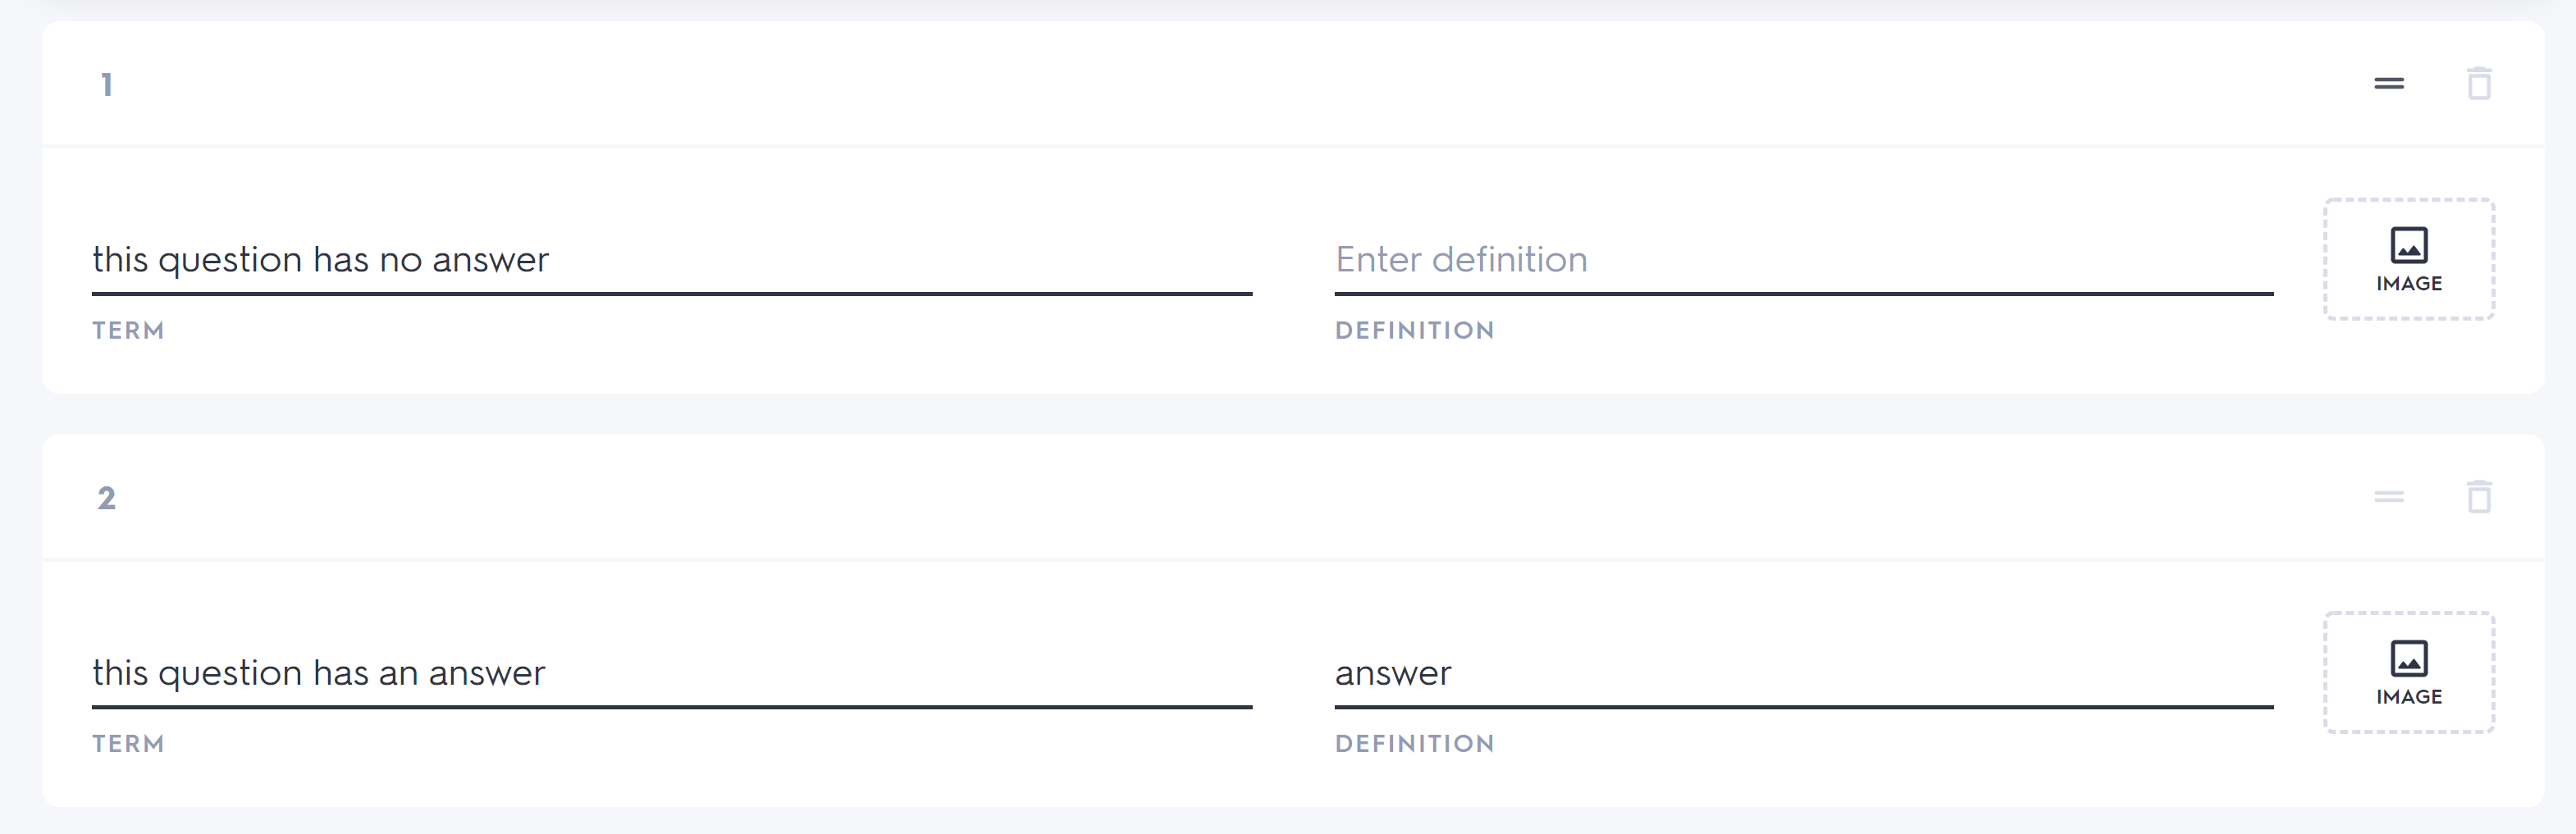 1
this question has no answer
Enter definition
IMAGE
TERM
DEFINITION
2
this question has an answer
answer
IMAGE
TERM
DEFINITION